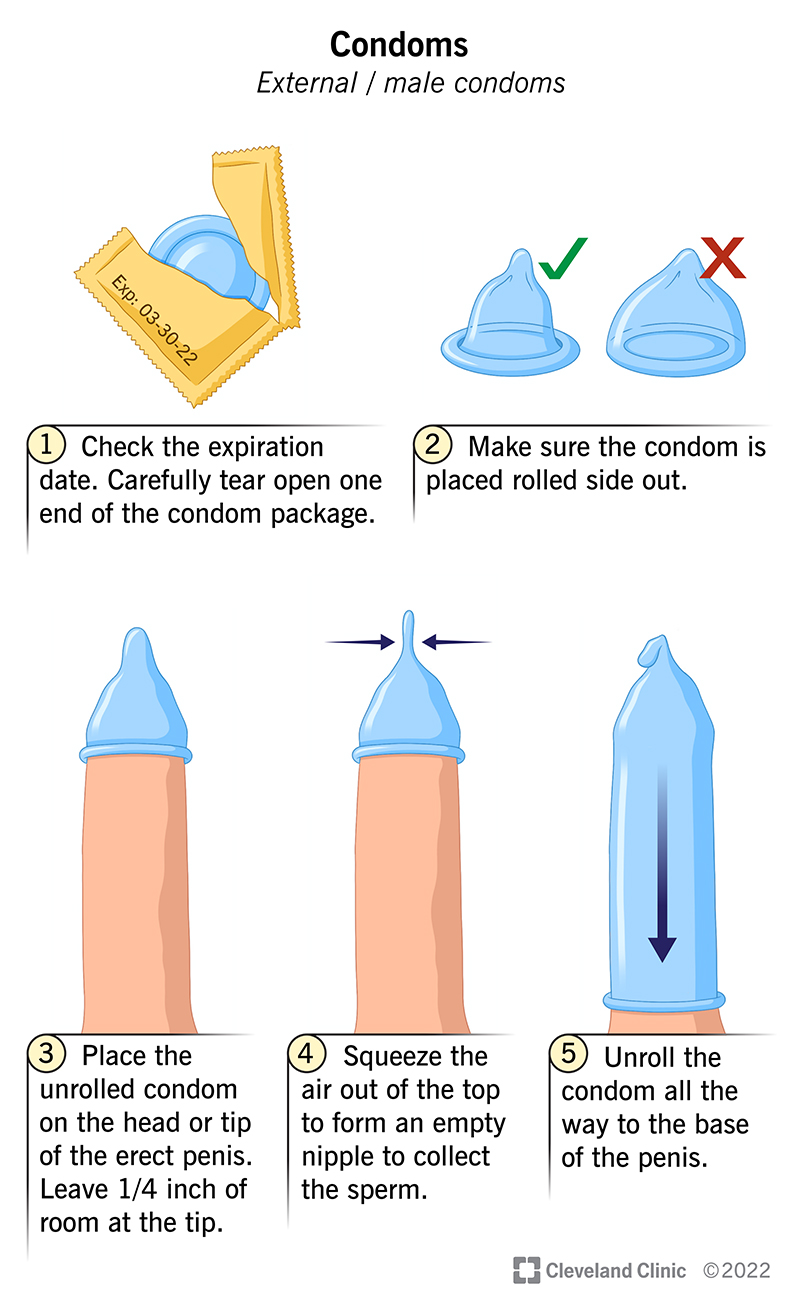 Condoms
External / male condoms
Exp: 03-30-22
1 Check the expiration
date. Carefully tear open one
end of the condom package.
2 Make sure the condom is
placed rolled side out.
3 Place the
unrolled condom
on the head or tip
of the erect penis.
Leave 1/4 inch of
room at the tip.
4 Squeeze the
air out of the top
to form an empty
nipple to collect
the sperm.
5 Unroll the
condom all the
way to the base
of the penis.
Cleveland Clinic ©2022